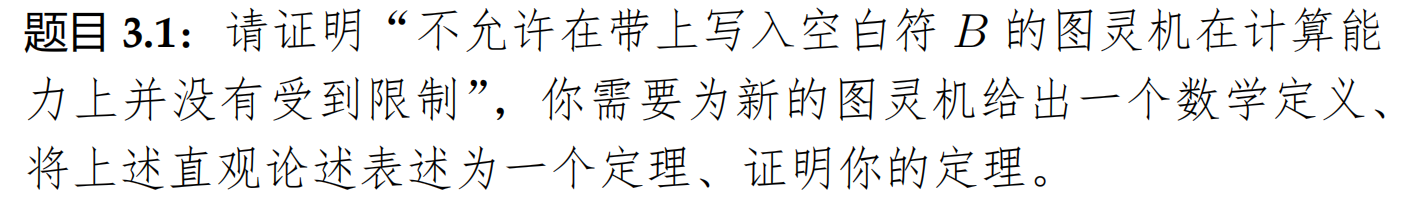 题目 3.1：请证明“不允许在带上写入空白符 B 的图灵机在计算能
力上并没有受到限制”，你需要为新的图灵机给出一个数学定义、
将上述直观论述表述为一个定理、证明你的定理。